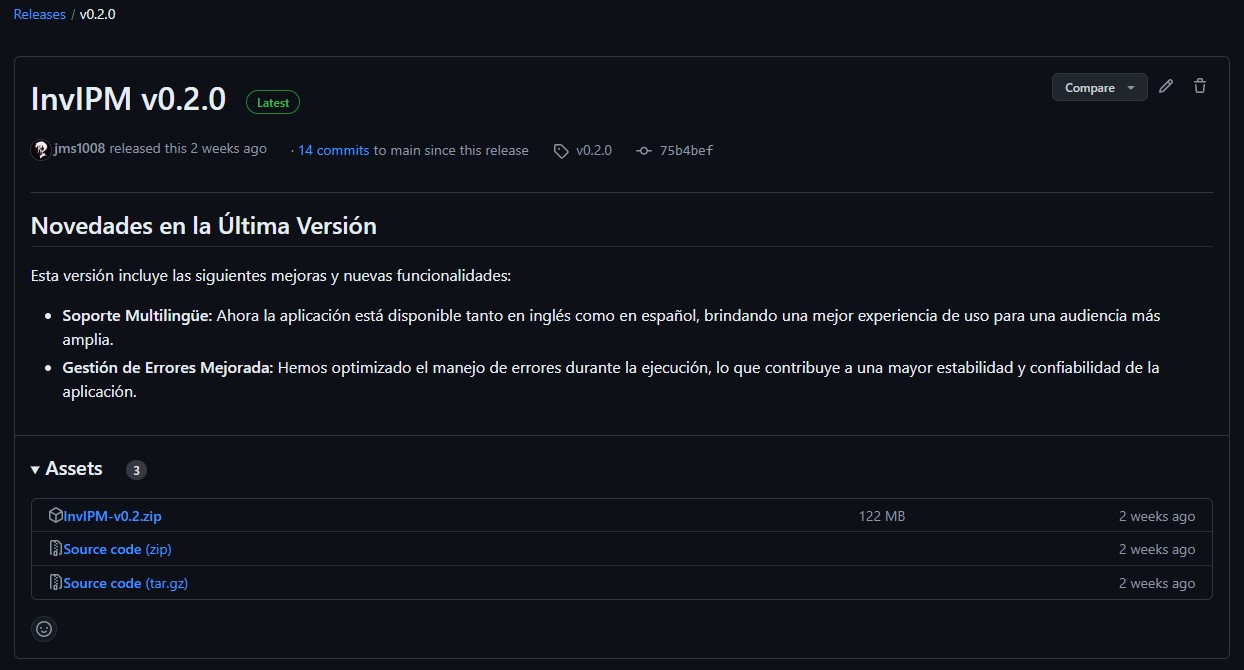 Releases / v0.2.0
InvIPM v0.2.0 Latest Compare
jms1008 released this 2 weeks ago · 14 commits to main since this release v0.2.0 75b4bef
Novedades en la Última Versión
Esta versión incluye las siguientes mejoras y nuevas funcionalidades:
• Soporte Multilingüe: Ahora la aplicación está disponible tanto en inglés como en español, brindando una mejor experiencia de uso para una audiencia más
amplia.
• Gestión de Errores Mejorada: Hemos optimizado el manejo de errores durante la ejecución, lo que contribuye a una mayor estabilidad y confiabilidad de la
aplicación.
Assets 3
InvIPM-v0.2.zip 122 MB 2 weeks ago
Source code (zip) 2 weeks ago
Source code (tar.gz) 2 weeks ago